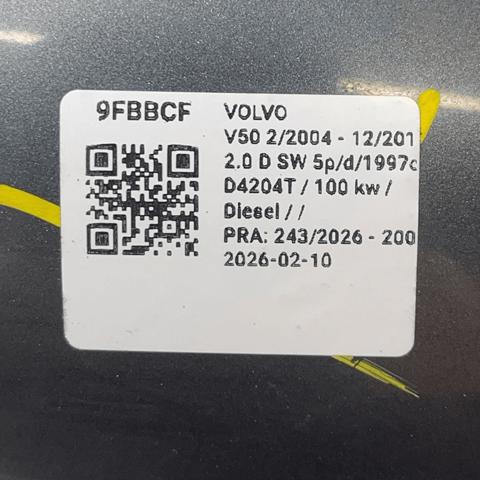 9FBBCF
VOLVO
V50 2/2004 - 12/201
2.0 D SW 5p/d/1997c
D4204T / 100 kw /
Diesel / /
PRA: 243/2026 - 200
2026-02-10